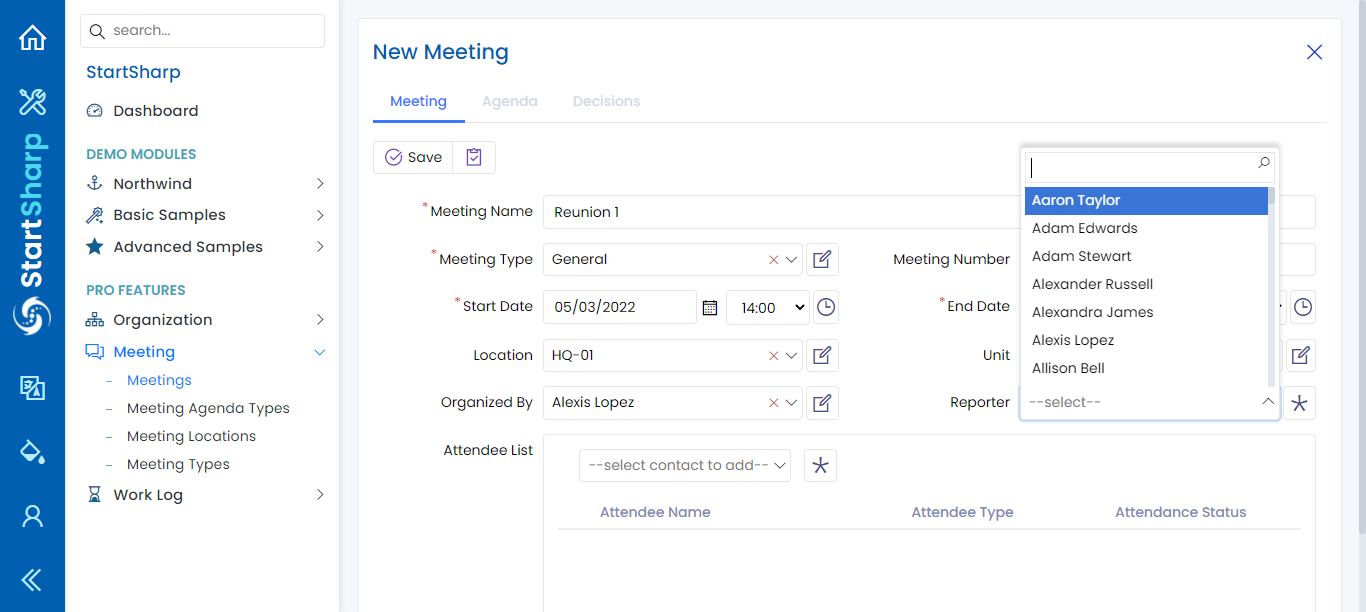 StartSharp
search...
StartSharp
Dashboard
DEMO MODULES
Northwind
Basic Samples
Advanced Samples
PRO FEATURES
Organization
Meeting
Meetings
Meeting Agenda Types
Meeting Locations
Meeting Types
Work Log
New Meeting
Meeting Agenda Decisions
Save
*Meeting Name Reunion 1
*Meeting Type General
Meeting Number
*Start Date 05/03/2022 14:00
*End Date
Location HQ-01
Unit
Organized By Alexis Lopez
Reporter --select--
Aaron Taylor
Adam Edwards
Adam Stewart
Alexander Russell
Alexandra James
Alexis Lopez
Allison Bell
Attendee List
--select contact to add--
Attendee Name Attendee Type Attendance Status